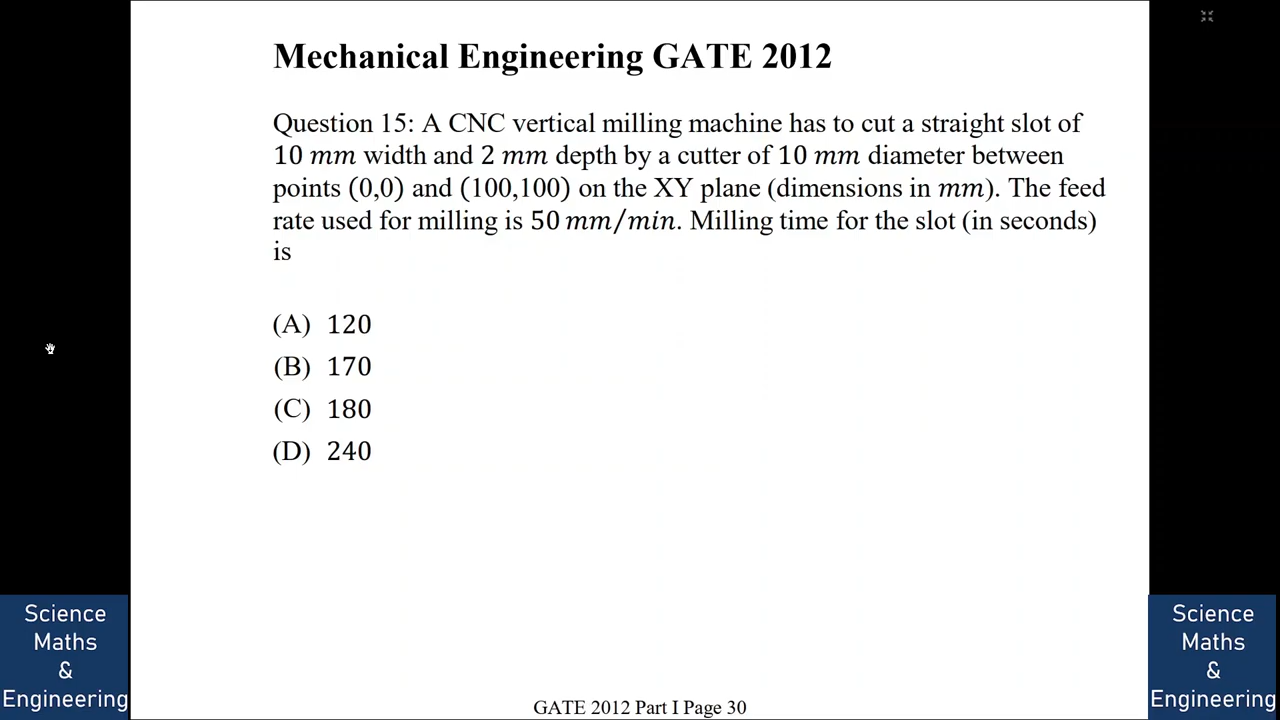 Mechanical Engineering GATE 2012
Question 15: A CNC vertical milling machine has to cut a straight slot of
10 mm width and 2 mm depth by a cutter of 10 mm diameter between
points (0,0) and (100,100) on the XY plane (dimensions in mm). The feed
rate used for milling is 50 mm/min. Milling time for the slot (in seconds)
is
(A) 120
(B) 170
(C) 180
(D) 240
Science
Maths
&
Engineering
Science
Maths
&
Engineering
GATE 2012 Part I Page 30